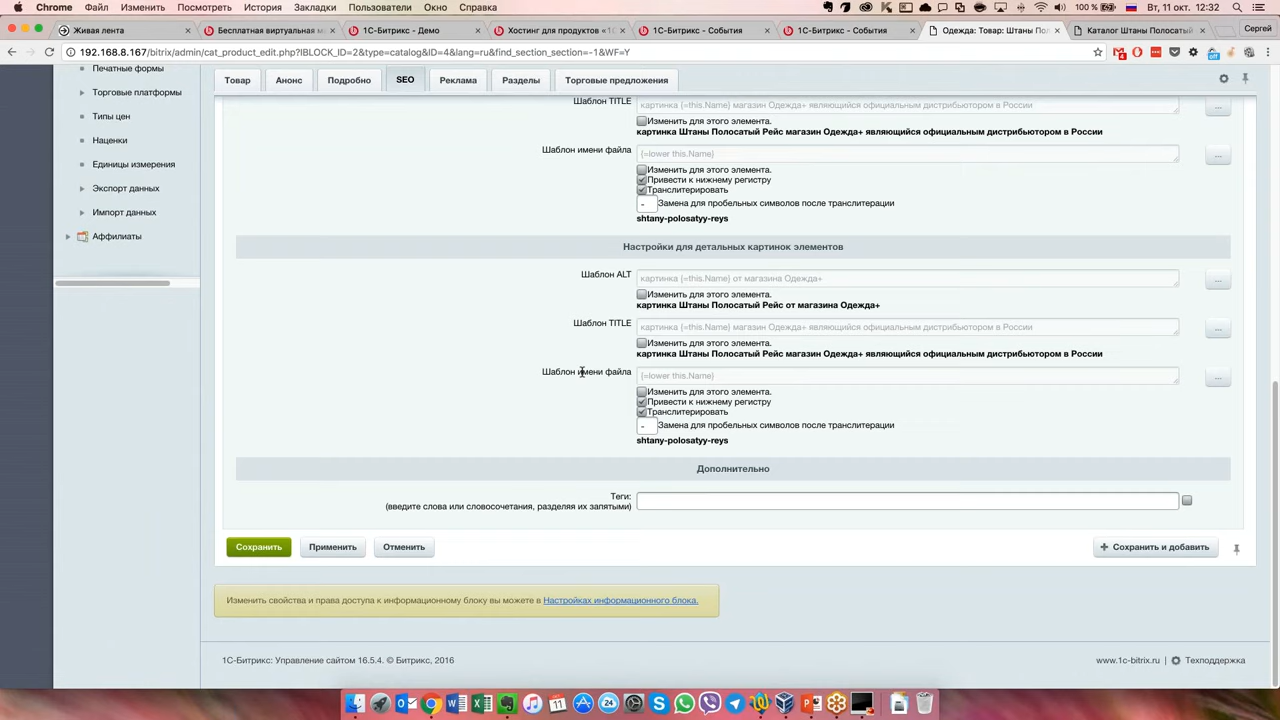 Chrome Файл Изменить Посмотреть История Закладки Пользователи Окно Справка 100 % Вт, 11 окт. 12:32
Живая лента Бесплатная виртуальная м 1С-Битрикс - Демо Хостинг для продуктов «1С 1С-Битрикс - События 1С-Битрикс - События Одежда: Товар: Штаны По Каталог Штаны Полосатый Сергей
192.168.8.167/bitrix/admin/cat_product_edit.php?IBLOCK_ID=2&type=catalog&ID=4&lang=ru&find_section_section=-1&WF=Y
Печатные формы
Торговые платформы
Типы цен
Наценки
Единицы измерения
Экспорт данных
Импорт данных
Аффилиаты
Товар Анонс Подробно SEO Реклама Разделы Торговые предложения
Шаблон TITLE картинка {=this.Name} магазин Одежда+ являющийся официальным дистрибьютором в России ...
Изменить для этого элемента.
картинка Штаны Полосатый Рейс магазин Одежда+ являющийся официальным дистрибьютором в России
Шаблон имени файла {=lower this.Name} ...
Изменить для этого элемента.
Привести к нижнему регистру
Транслитерировать
- Замена для пробельных символов после транслитерации
shtany-polosatyy-reys
Настройки для детальных картинок элементов
Шаблон ALT картинка {=this.Name} от магазина Одежда+ ...
Изменить для этого элемента.
картинка Штаны Полосатый Рейс от магазина Одежда+
Шаблон TITLE картинка {=this.Name} магазин Одежда+ являющийся официальным дистрибьютором в России ...
Изменить для этого элемента.
картинка Штаны Полосатый Рейс магазин Одежда+ являющийся официальным дистрибьютором в России
Шаблон имени файла {=lower this.Name} ...
Изменить для этого элемента.
Привести к нижнему регистру
Транслитерировать
- Замена для пробельных символов после транслитерации
shtany-polosatyy-reys
Дополнительно
Теги:
(введите слова или словосочетания, разделяя их запятыми)
Сохранить Применить Отменить Сохранить и добавить
Изменить свойства и права доступа к информационному блоку вы можете в Настройках информационного блока.
1С-Битрикс: Управление сайтом 16.5.4. © Битрикс, 2016 www.1c-bitrix.ru Техподдержка